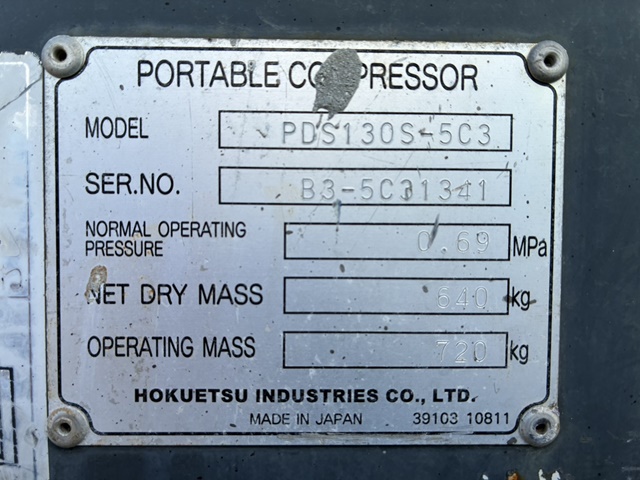 PORTABLE COMPRESSOR
MODEL PDS130S-5C3
SER.NO. B3-5C31341
NORMAL OPERATING PRESSURE 0.69 MPa
NET DRY MASS 640 kg
OPERATING MASS 720 kg
HOKUETSU INDUSTRIES CO., LTD.
MADE IN JAPAN 39103 10811